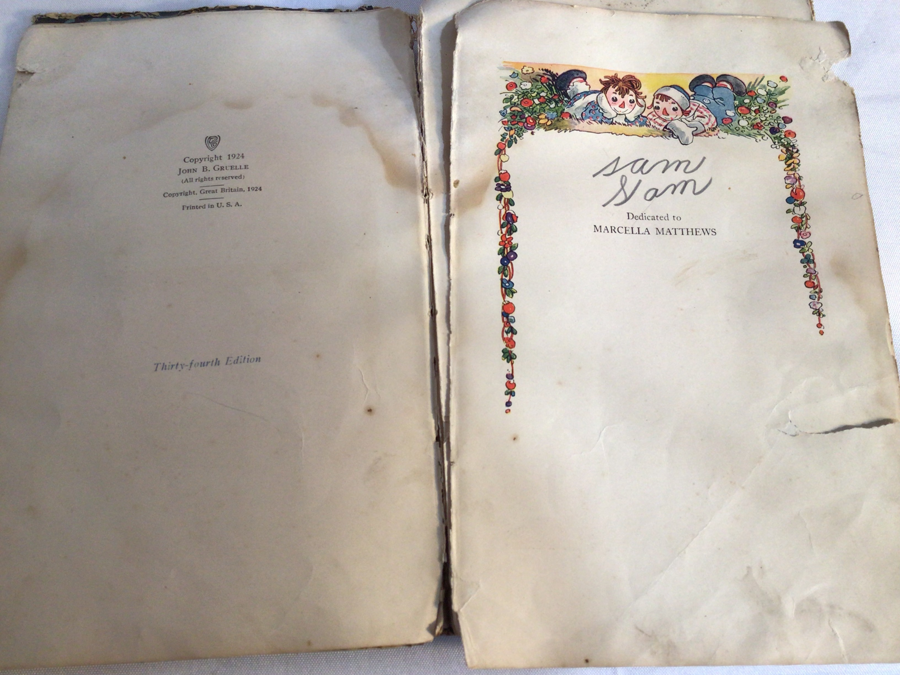 Copyright 1924
JOHN B. GRUELLE
(All rights reserved)
Copyright, Great Britain, 1924
Printed in U. S. A.
Thirty-fourth Edition
sam
Sam
Dedicated to
MARCELLA MATTHEWS